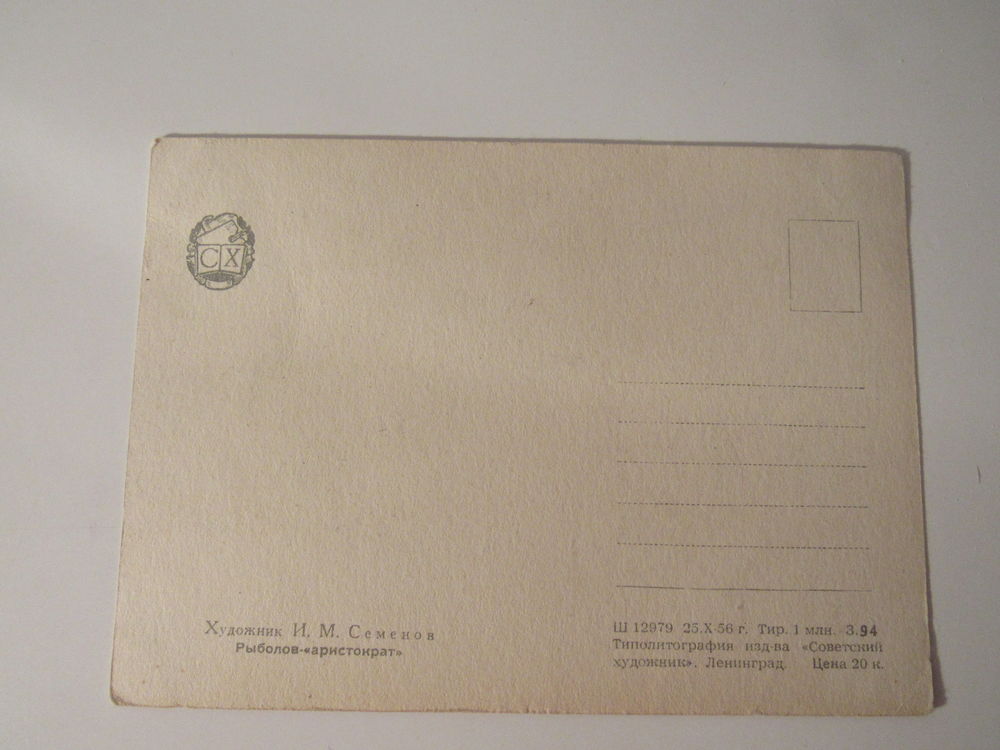 СХ
Художник И. М. Семенов
Рыболов-«аристократ»
Ш 12979 25.X-56 г. Тир. 1 млн. З.94
Типолитография изд-ва «Советский
художник». Ленинград. Цена 20 к.